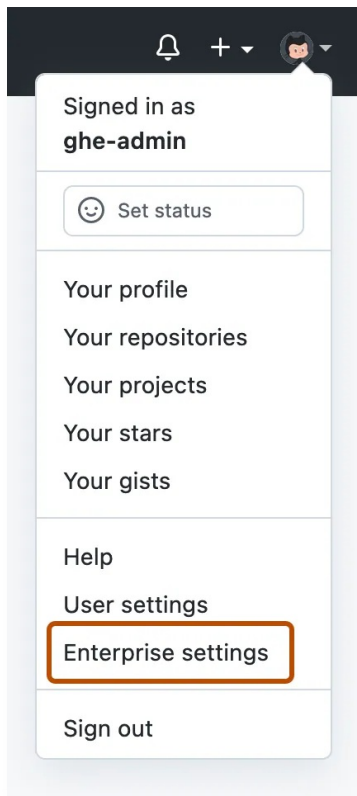 Signed in as
ghe-admin
Set status
Your profile
Your repositories
Your projects
Your stars
Your gists
Help
User settings
Enterprise settings
Sign out